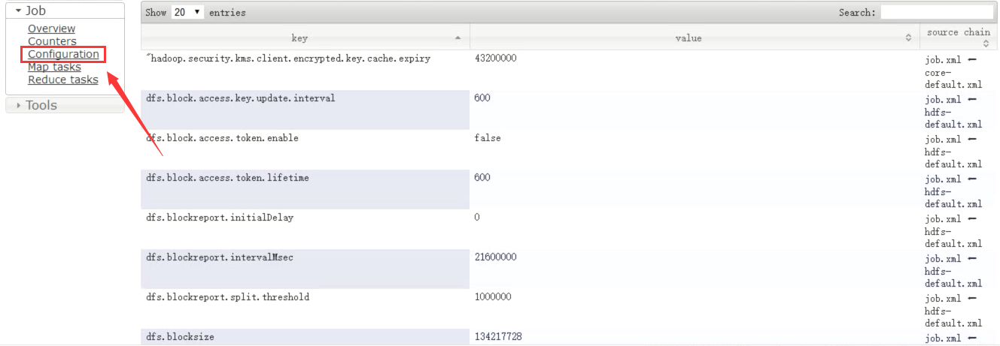 Job
Overview
Counters
Configuration
Map tasks
Reduce tasks
Tools
Show 20 entries Search:
key value source chain
"hadoop.security.kms.client.encrypted.key.cache.expiry 43200000 job.xml ⬅
core-
default.xml
dfs.block.access.key.update.interval 600 job.xml ⬅
hdfs-
default.xml
dfs.block.access.token.enable false job.xml ⬅
hdfs-
default.xml
dfs.block.access.token.lifetime 600 job.xml ⬅
hdfs-
default.xml
dfs.blockreport.initialDelay 0 job.xml ⬅
hdfs-
default.xml
dfs.blockreport.intervalMsec 21600000 job.xml ⬅
hdfs-
default.xml
dfs.blockreport.split.threshold 1000000 job.xml ⬅
hdfs-
default.xml
dfs.blocksize 134217728 job.xml ⬅